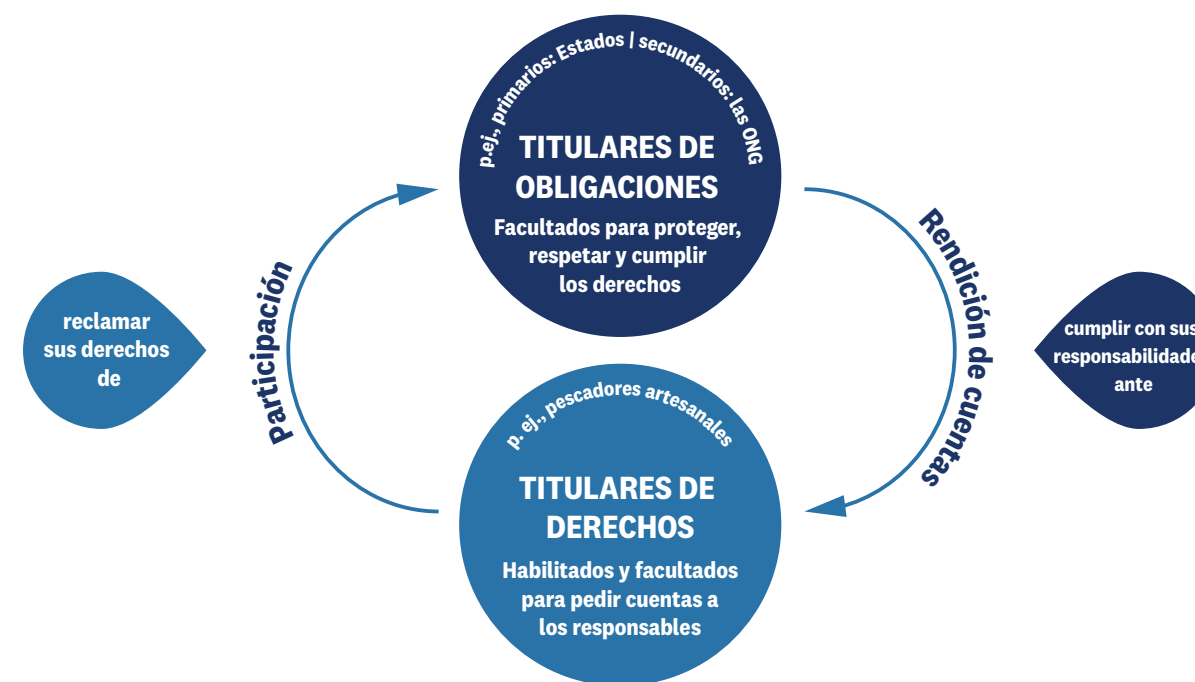 p.ej., primarios: Estados | secundarios: las ONG
TITULARES DE
OBLIGACIONES
Facultados para proteger,
respetar y cumplir
los derechos
Participación
reclamar
sus derechos
de
Rendición de cuentas
cumplir con sus
responsabilidade
ante
p. ej., pescadores artesanales
TITULARES DE
DERECHOS
Habilitados y facultados
para pedir cuentas a
los responsables